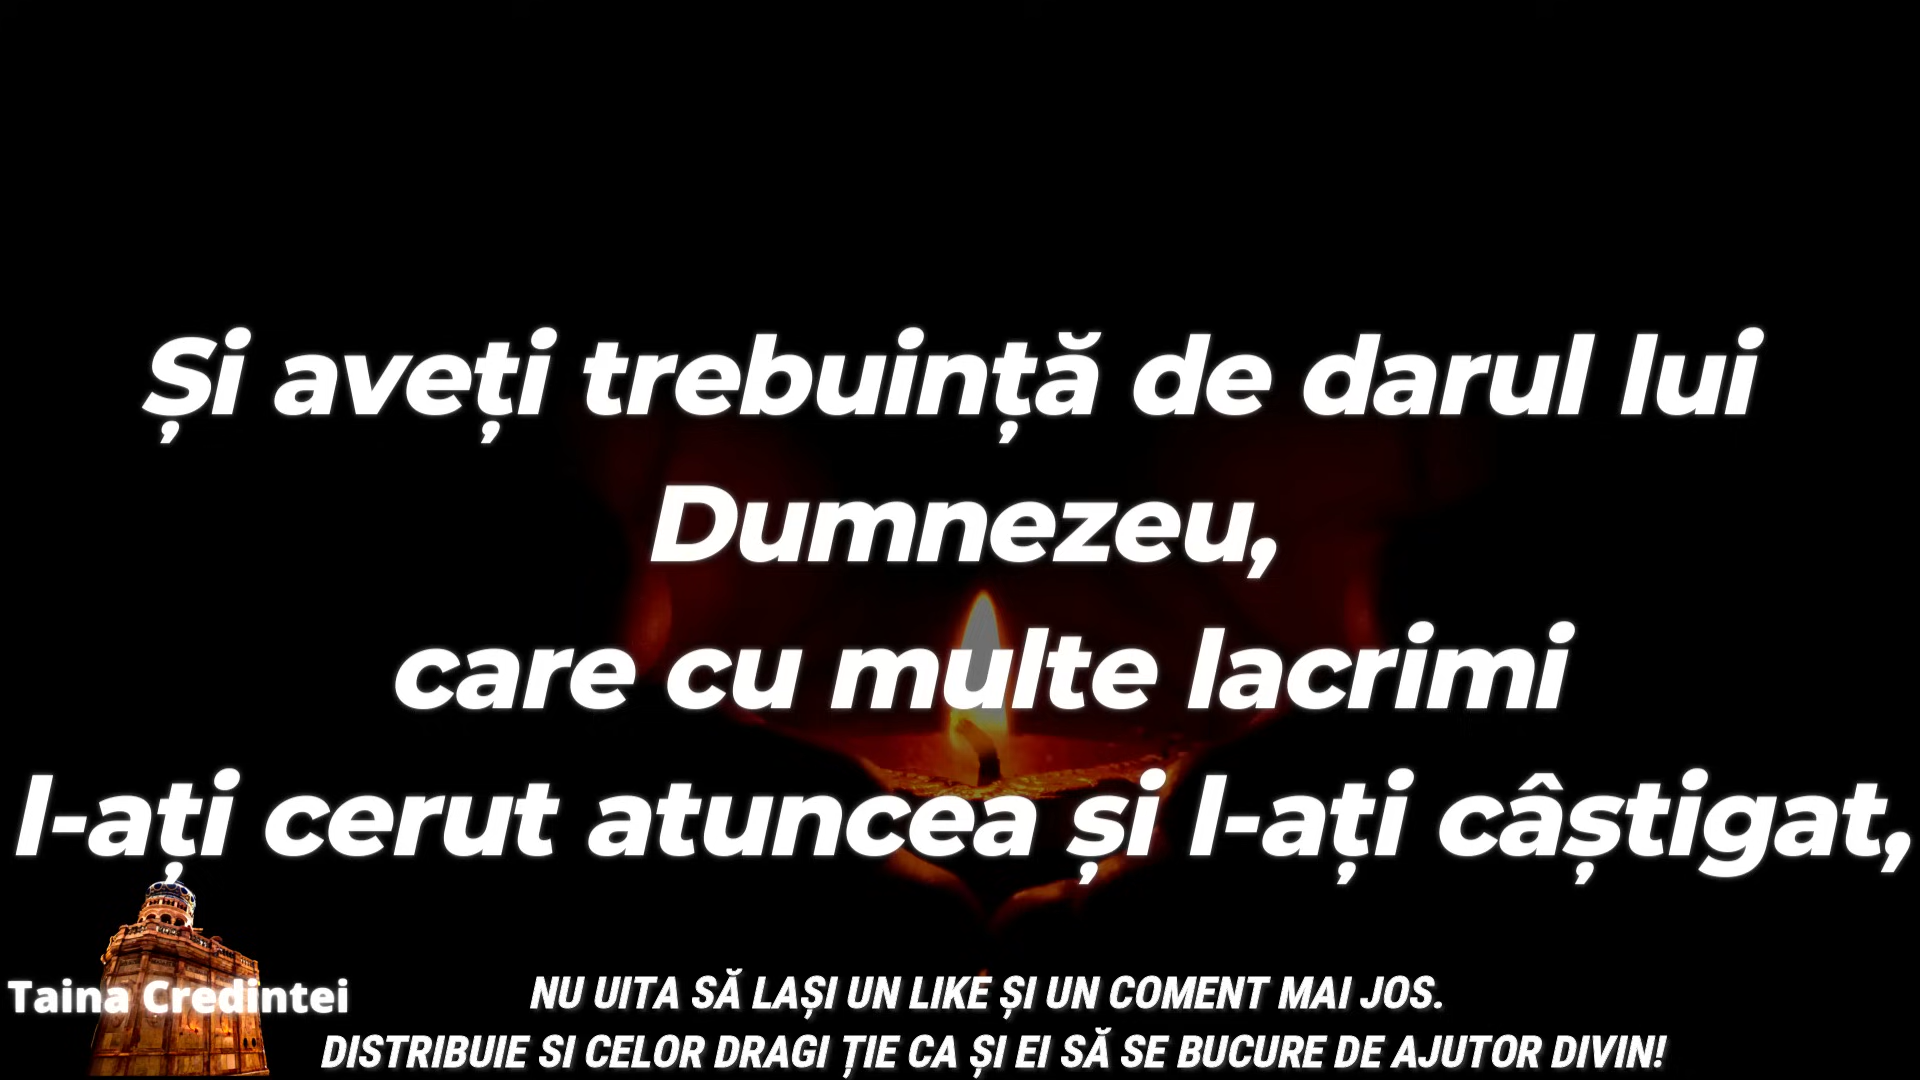 Și aveți trebuință de darul lui
Dumnezeu,
care cu multe lacrimi
l-ați cerut atuncea și l-ați câștigat,
Taina Credintei
NU UITA SĂ LAȘI UN LIKE ȘI UN COMENT MAI JOS.
DISTRIBUIE SI CELOR DRAGI ȚIE CA ȘI EI SĂ SE BUCURE DE AJUTOR DIVIN!